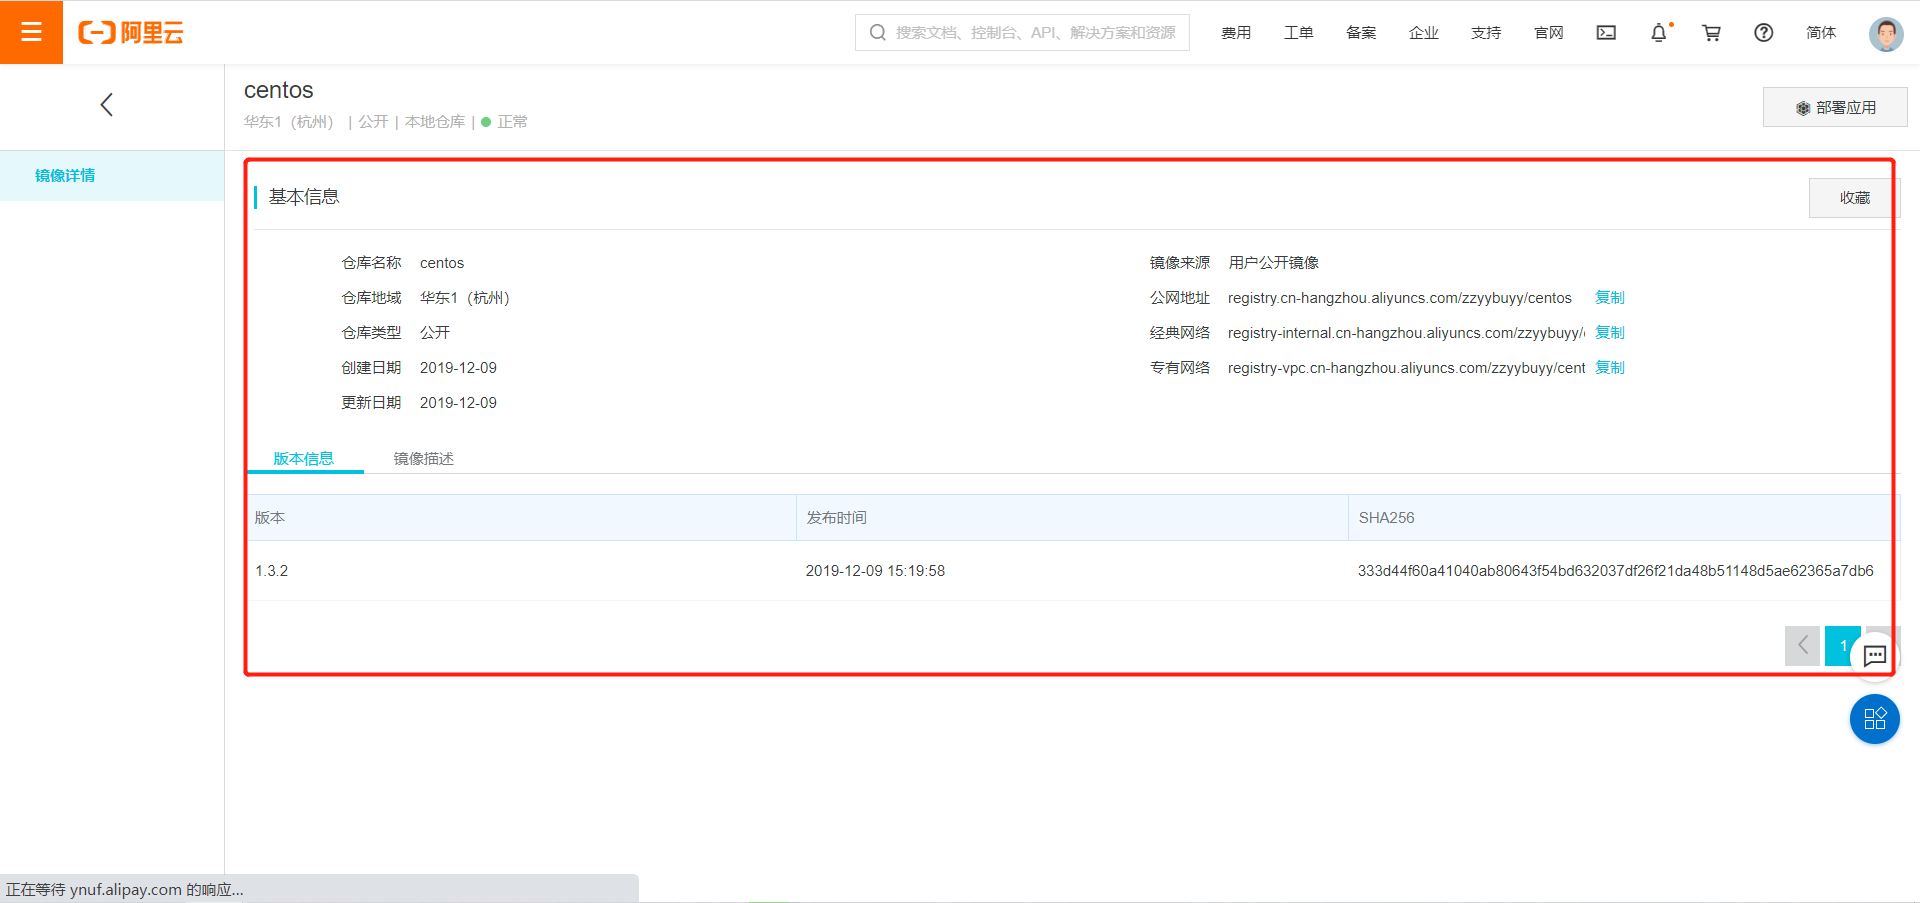 阿里云
搜索文档、控制台、API、解决方案和资源
费用 工单 备案 企业 支持 官网 简体
centos
华东1（杭州） | 公开 | 本地仓库 | 正常
部署应用
镜像详情
基本信息
收藏
仓库名称 centos
镜像来源 用户公开镜像
仓库地域 华东1（杭州）
公网地址 registry.cn-hangzhou.aliyuncs.com/zzyybuyy/centos 复制
仓库类型 公开
经典网络 registry-internal.cn-hangzhou.aliyuncs.com/zzyybuyy/ 复制
创建日期 2019-12-09
专有网络 registry-vpc.cn-hangzhou.aliyuncs.com/zzyybuyy/cent 复制
更新日期 2019-12-09
版本信息 镜像描述
版本 发布时间 SHA256
1.3.2 2019-12-09 15:19:58 333d44f60a41040ab80643f54bd632037df26f21da48b51148d5ae62365a7db6
1
正在等待 ynuf.alipay.com 的响应...